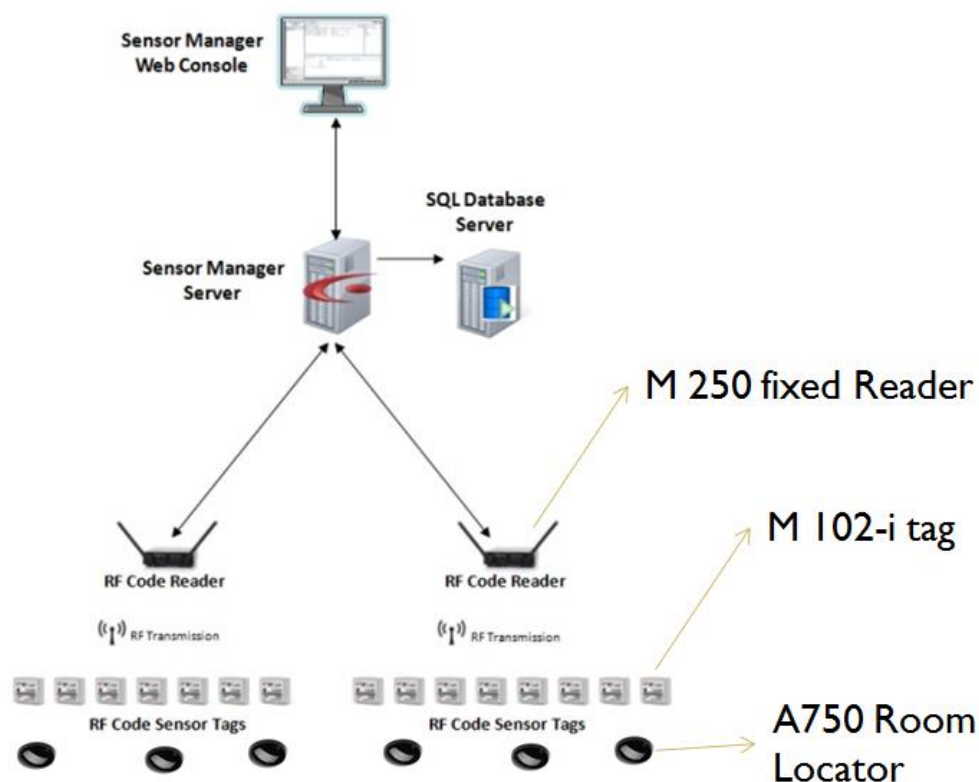 Sensor Manager
Web Console
SQL Database
Server
Sensor Manager
Server
M 250 fixed Reader
M 102-i tag
RF Code Reader
RF Code Reader
RF Transmission
RF Transmission
RF Code Sensor Tags
RF Code Sensor Tags
A750 Room
Locator